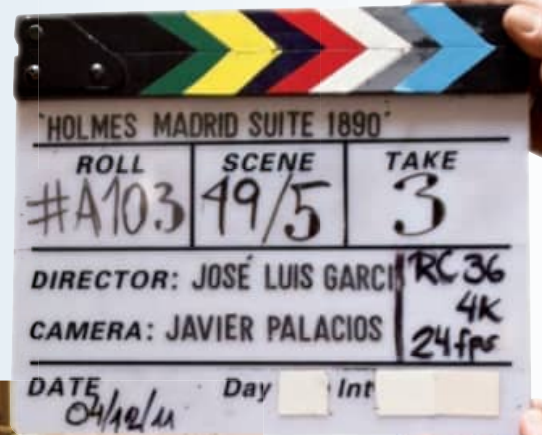 "HOLMES MADRID SUITE 1890"
ROLL SCENE TAKE
#A103 49/5 3
DIRECTOR: JOSÉ LUIS GARCI RC 36
4K
CAMERA: JAVIER PALACIOS
24fps
DATE Day Int
04/12/11